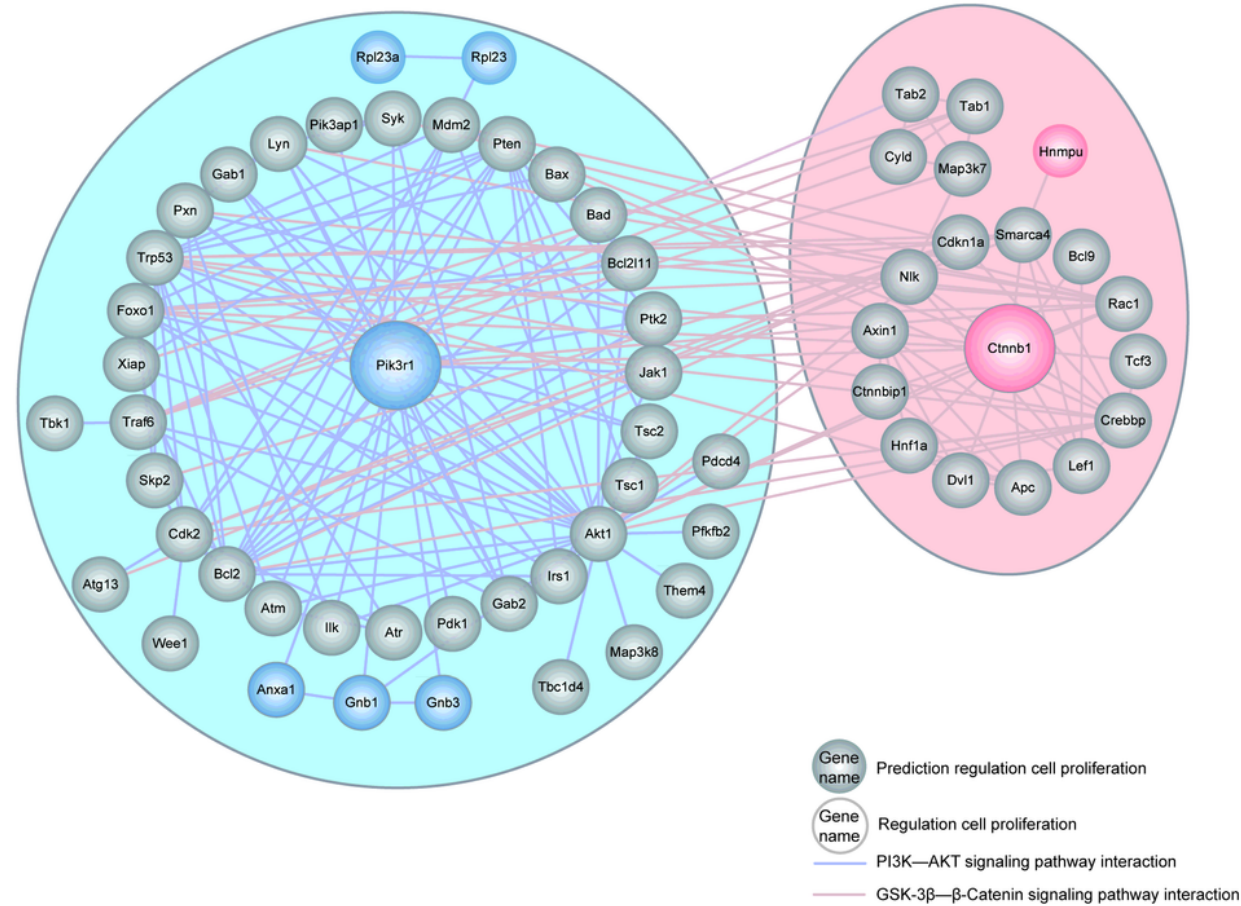 Rpl23a
Rpl23
Pik3ap1
Syk
Mdm2
Lyn
Pten
Gab1
Bax
Pxn
Bad
Trp53
Bcl2l11
Foxo1
Ptk2
Xiap
Pik3r1
Jak1
Tbk1
Traf6
Tsc2
Skp2
Pdcd4
Tsc1
Cdk2
Akt1
Pfkfb2
Atg13
Bcl2
Irs1
Them4
Atm
Gab2
Ilk
Atr
Pdk1
Wee1
Map3k8
Anxa1
Gnb1
Gnb3
Tbc1d4
Tab2
Tab1
Cyld
Map3k7
Hnmpu
Cdkn1a
Smarca4
Bcl9
Nlk
Rac1
Axin1
Ctnnb1
Tcf3
Ctnnbip1
Crebbp
Hnf1a
Lef1
Dvl1
Apc
Gene
name
Prediction regulation cell proliferation
Gene
name
Regulation cell proliferation
PI3K—AKT signaling pathway interaction
GSK-3β—β-Catenin signaling pathway interaction